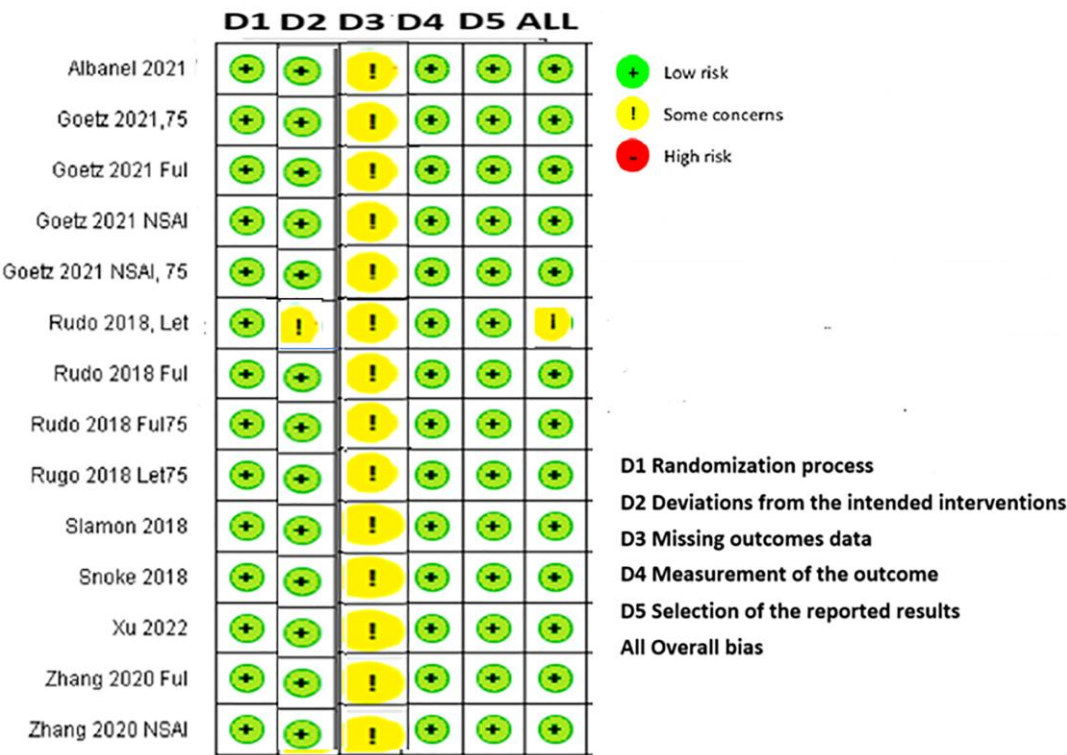 D1 D2 D3 D4 D5 ALL
Albanel 2021 + + ! + + +
Goetz 2021,75 + + ! + + +
Goetz 2021 Ful + + ! + + +
Goetz 2021 NSAI + + ! + + +
Goetz 2021 NSAI, 75 + + ! + + +
Rudo 2018, Let + ! ! + + !
Rudo 2018 Ful + + ! + + +
Rudo 2018 Ful75 + + ! + + +
Rugo 2018 Let75 + + ! + + +
Slamon 2018 + + ! + + +
Snoke 2018 + + ! + + +
Xu 2022 + + ! + + +
Zhang 2020 Ful + + ! + + +
Zhang 2020 NSAI + + ! + + +
+ Low risk
! Some concerns
- High risk
D1 Randomization process
D2 Deviations from the intended interventions
D3 Missing outcomes data
D4 Measurement of the outcome
D5 Selection of the reported results
All Overall bias